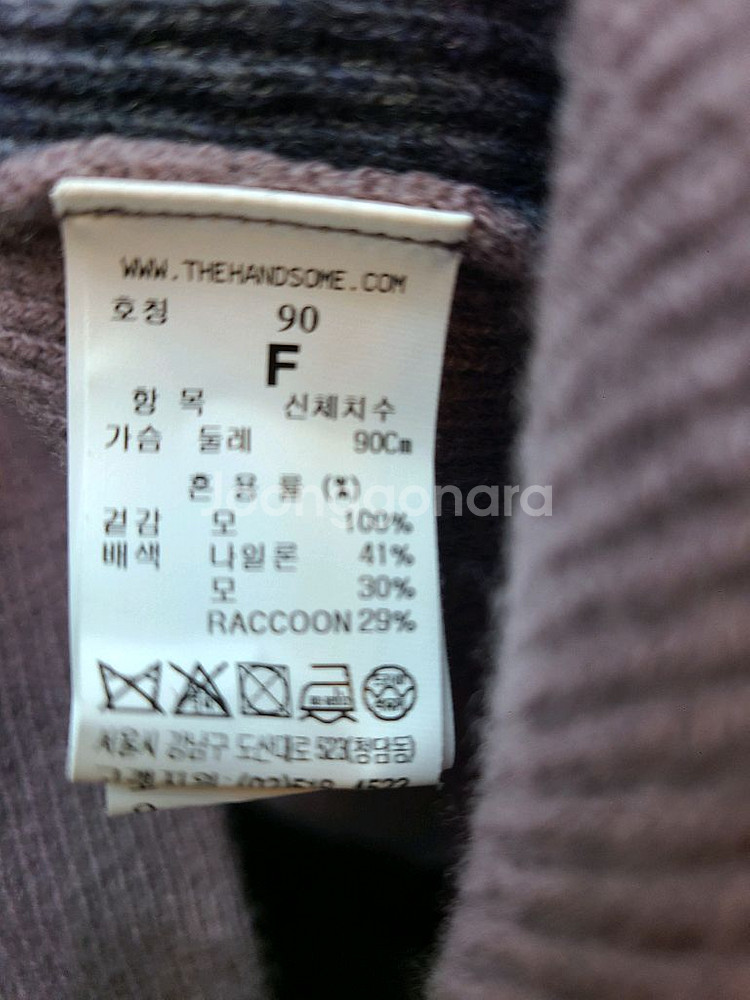 WWW.THEHANDSOME.COM
호칭 90
F
항 목 신체치수
가슴 둘레 90Cm
혼 용 률 (%)
Joonggonara
겉감 모 100%
배색 나일론 41%
모 30%
RACCOON 29%
서울시 강남구 도산대로 523(청담동)